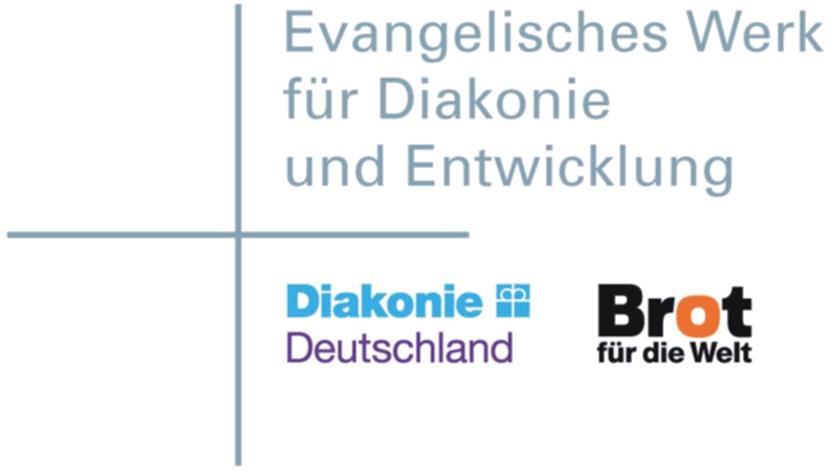 Evangelisches Werk
für Diakonie
und Entwicklung
Diakonie
Deutschland
Brot
für die Welt